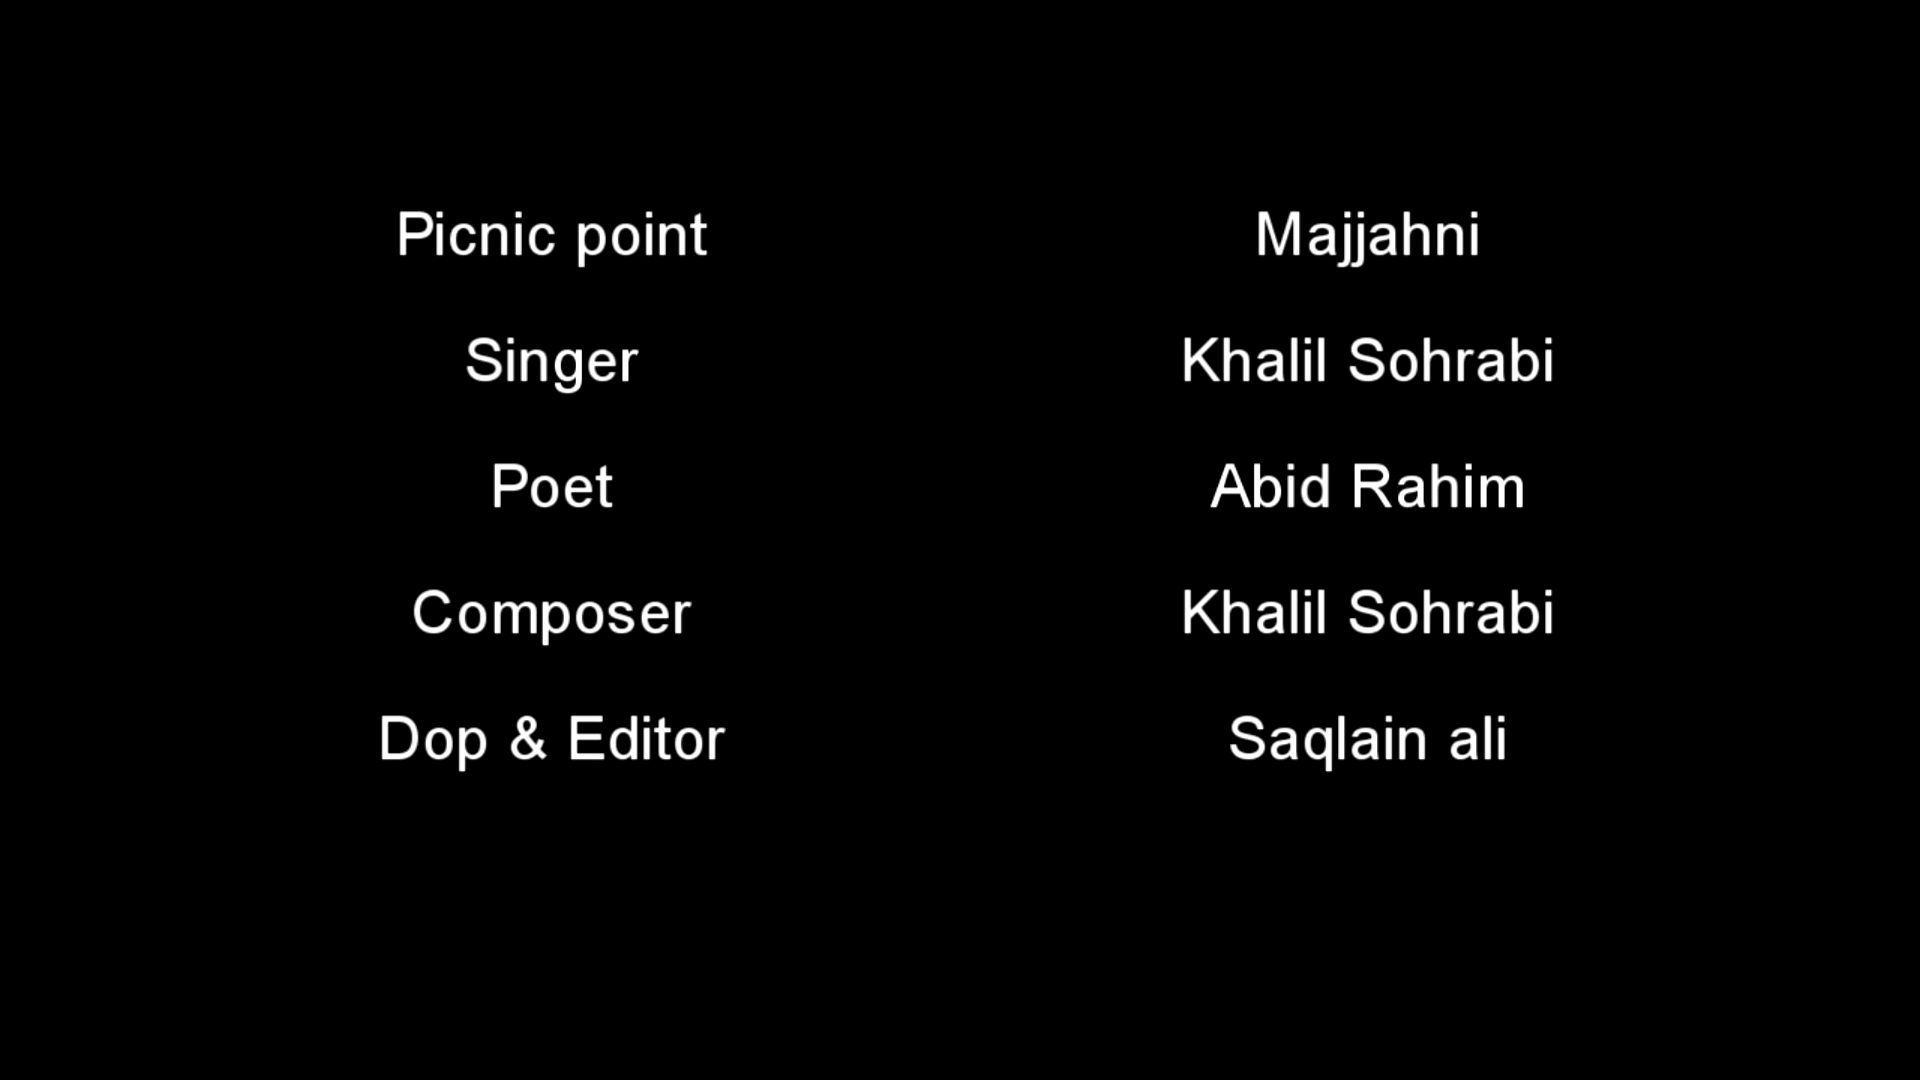 Picnic point Majjahni
Singer Khalil Sohrabi
Poet Abid Rahim
Composer Khalil Sohrabi
Dop & Editor Saqlain ali